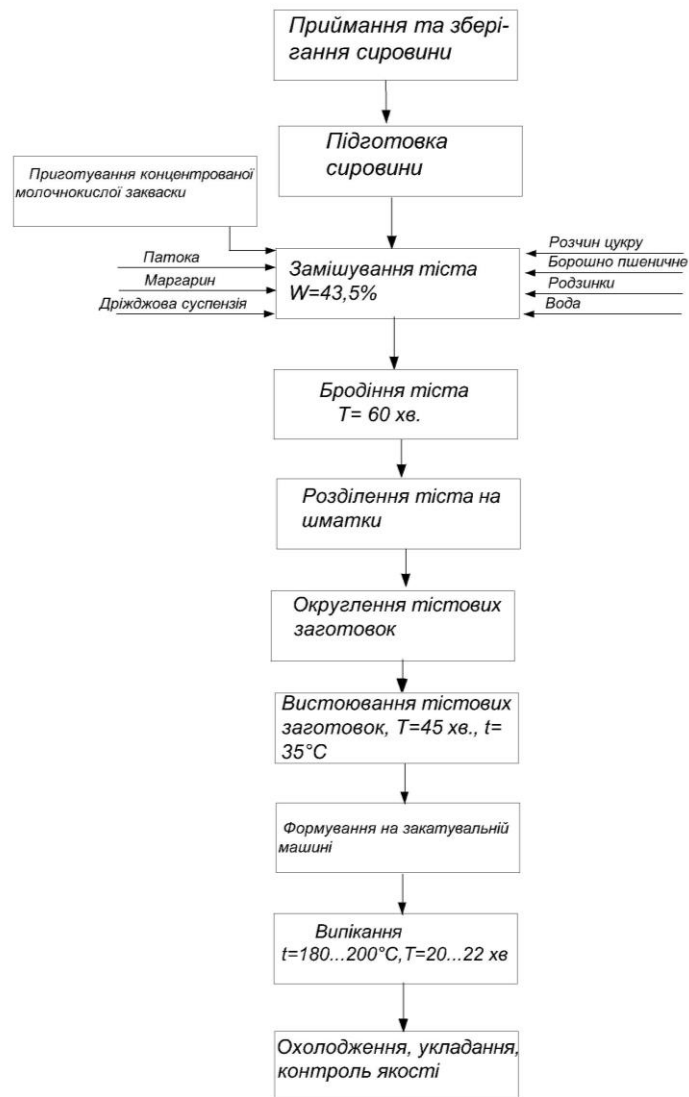 Приймання та збері-
гання сировини
Підготовка
сировини
Приготування концентрованої
молочнокислої закваски
Патока
Маргарин
Дріжджова суспензія
Замішування тіста
W=43,5%
Розчин цукру
Борошно пшеничне
Родзинки
Вода
Бродіння тіста
T= 60 хв.
Розділення тіста на
шматки
Округлення тістових
заготовок
Вистоювання тістових
заготовок, T=45 хв., t=
35°C
Формування на закатувальній
машині
Випікання
t=180...200°C,T=20...22 хв
Охолодження, укладання,
контроль якості